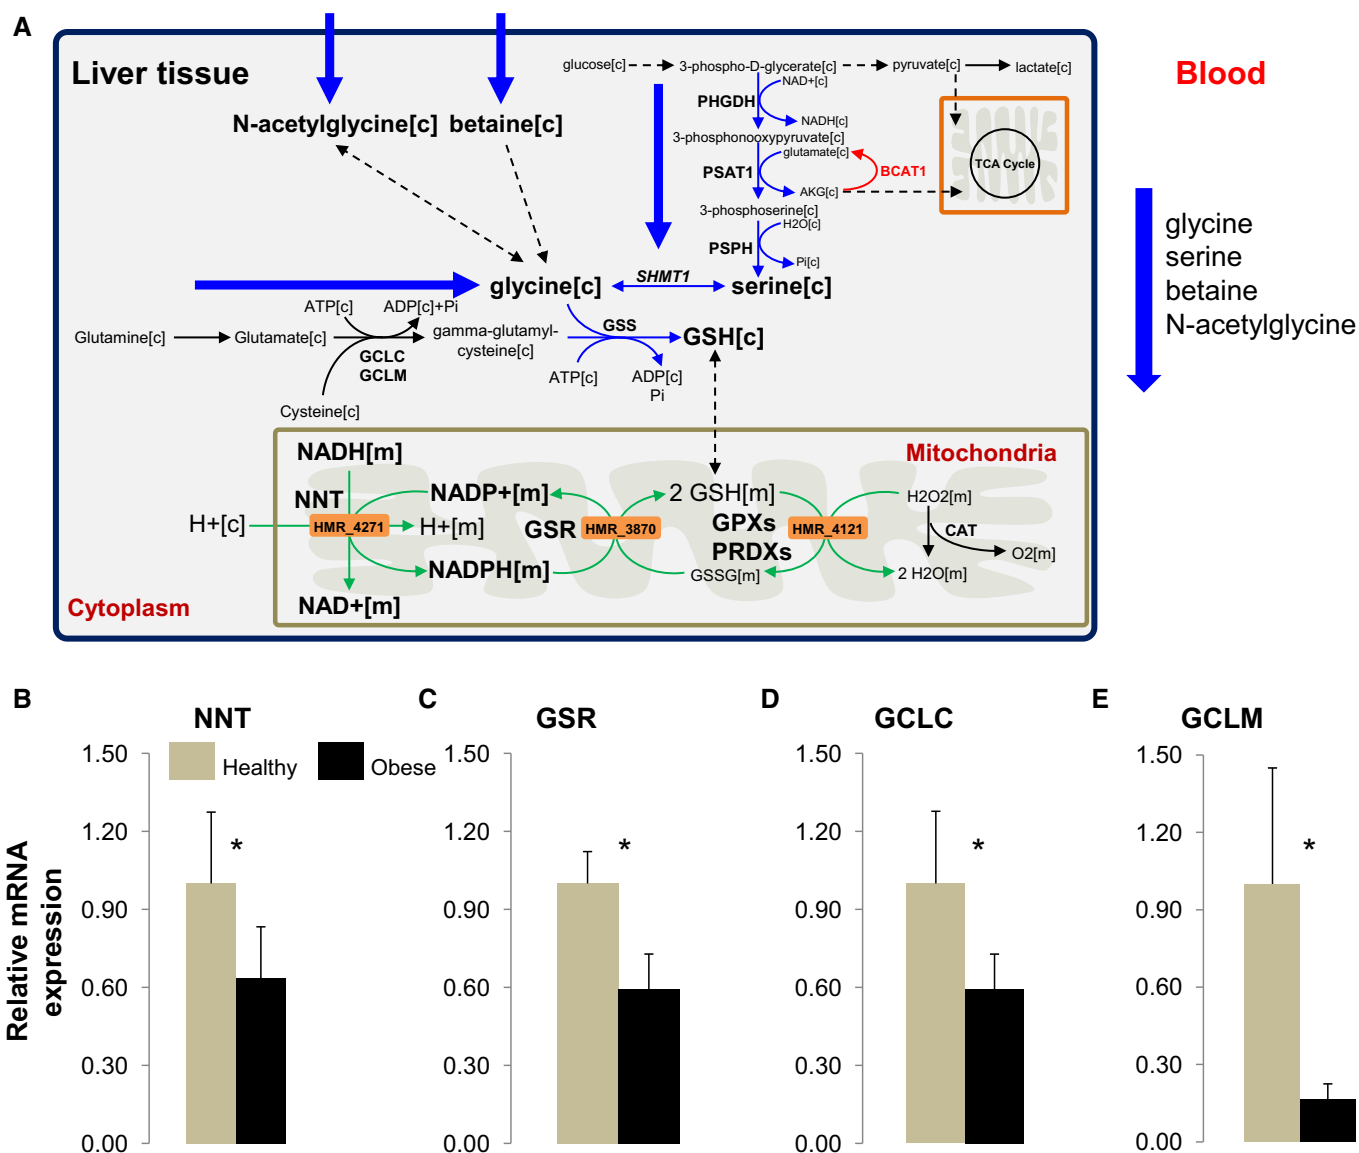 A
Liver tissue
Blood
glucose[c]
3-phospho-D-glycerate[c]
pyruvate[c]
lactate[c]
NAD+[c]
PHGDH
NADH[c]
N-acetylglycine[c]
betaine[c]
3-phosphonooxypyruvate[c]
glutamate[c]
PSAT1
BCAT1
AKG[c]
TCA Cycle
3-phosphoserine[c]
H2O[c]
PSPH
Pi[c]
glycine
serine
betaine
N-acetylglycine
glycine[c]
SHMT1
serine[c]
ATP[c]
ADP[c]+Pi
Glutamine[c]
Glutamate[c]
GCLC
GCLM
gamma-glutamyl-
cysteine[c]
GSS
GSH[c]
ATP[c]
ADP[c]
Pi
Cysteine[c]
Mitochondria
NADH[m]
NNT
NADP+[m]
2 GSH[m]
H2O2[m]
H+[c]
HMR_4271
H+[m]
GSR
HMR_3870
GPXs
PRDXs
HMR_4121
CAT
O2[m]
NADPH[m]
GSSG[m]
2 H2O[m]
NAD+[m]
Cytoplasm
B
NNT
Healthy
Obese
Relative mRNA
expression
1.50
1.20
0.90
0.60
0.30
0.00
*
C
GSR
1.50
1.20
0.90
0.60
0.30
0.00
*
D
GCLC
1.50
1.20
0.90
0.60
0.30
0.00
*
E
GCLM
1.50
1.20
0.90
0.60
0.30
0.00
*